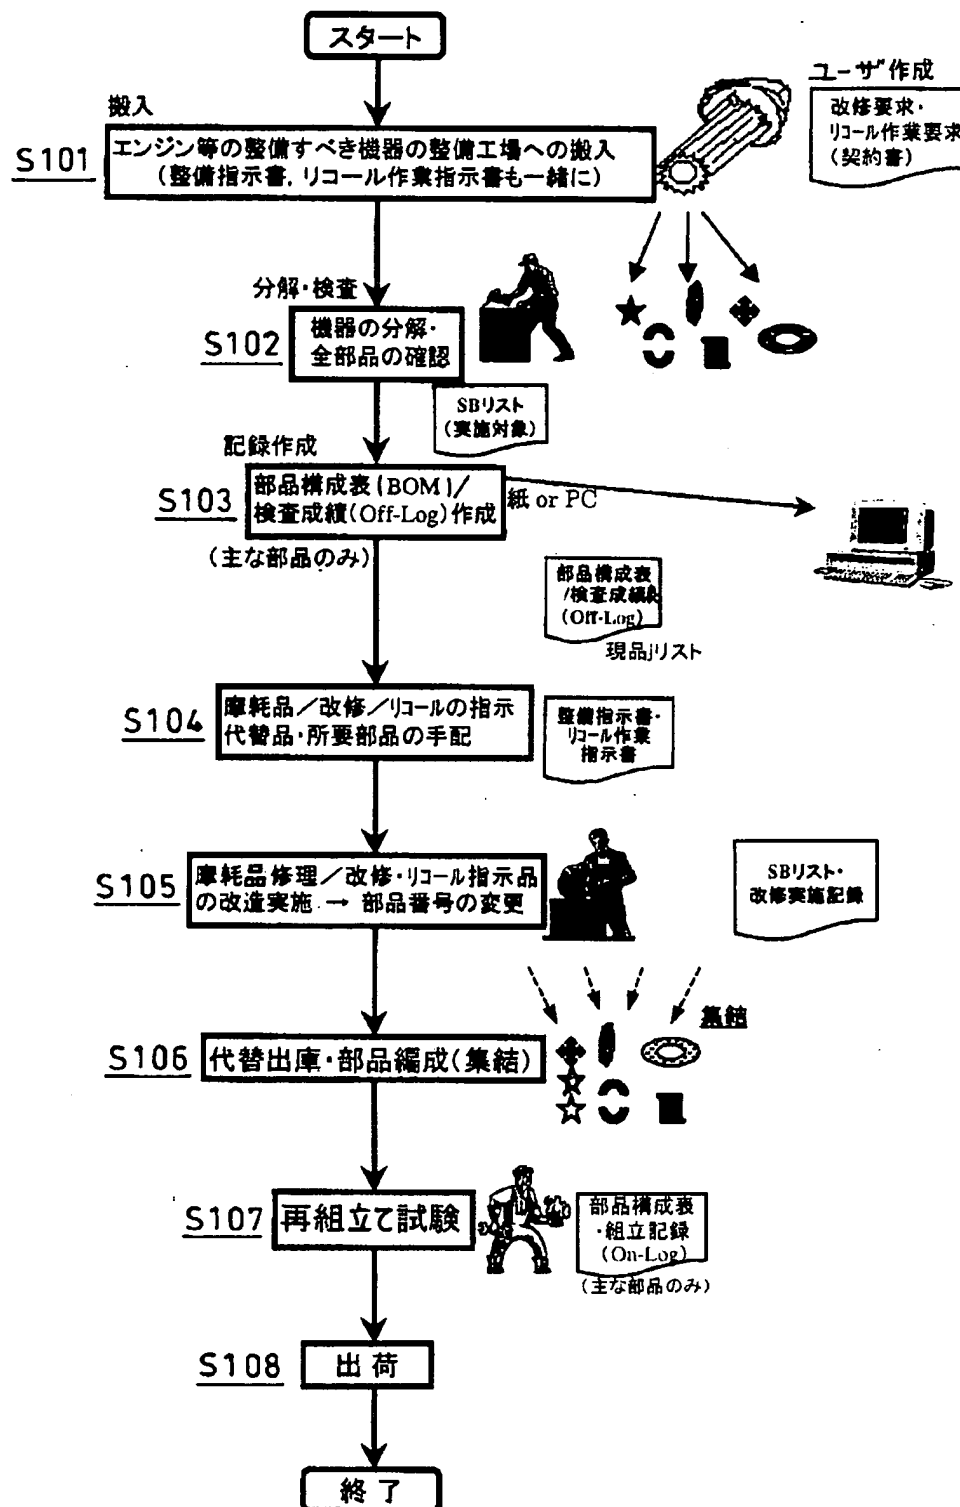 スタート
ユーザ作成
改修要求・
リコール作業要求
(契約書)
搬入
S101
エンジン等の整備すべき機器の整備工場への搬入
(整備指示書，リコール作業指示書も一緒に)
分解・検査
S102
機器の分解・
全部品の確認
SBリスト
(実施対象)
記録作成
S103
部品構成表(BOM)/
検査成績(Off-Log)作成
紙 or PC
(主な部品のみ)
部品構成表
/検査成績
(Off-Log)
現品リスト
S104
摩耗品／改修／リコールの指示
代替品・所要部品の手配
整備指示書・
リコール作業
指示書
S105
摩耗品修理／改修・リコール指示品
の改造実施 → 部品番号の変更
SBリスト・
改修実施記録
集結
S106
代替出庫・部品編成(集結)
S107
再組立て試験
部品構成表
・組立記録
(On-Log)
(主な部品のみ)
S108
出荷
終了